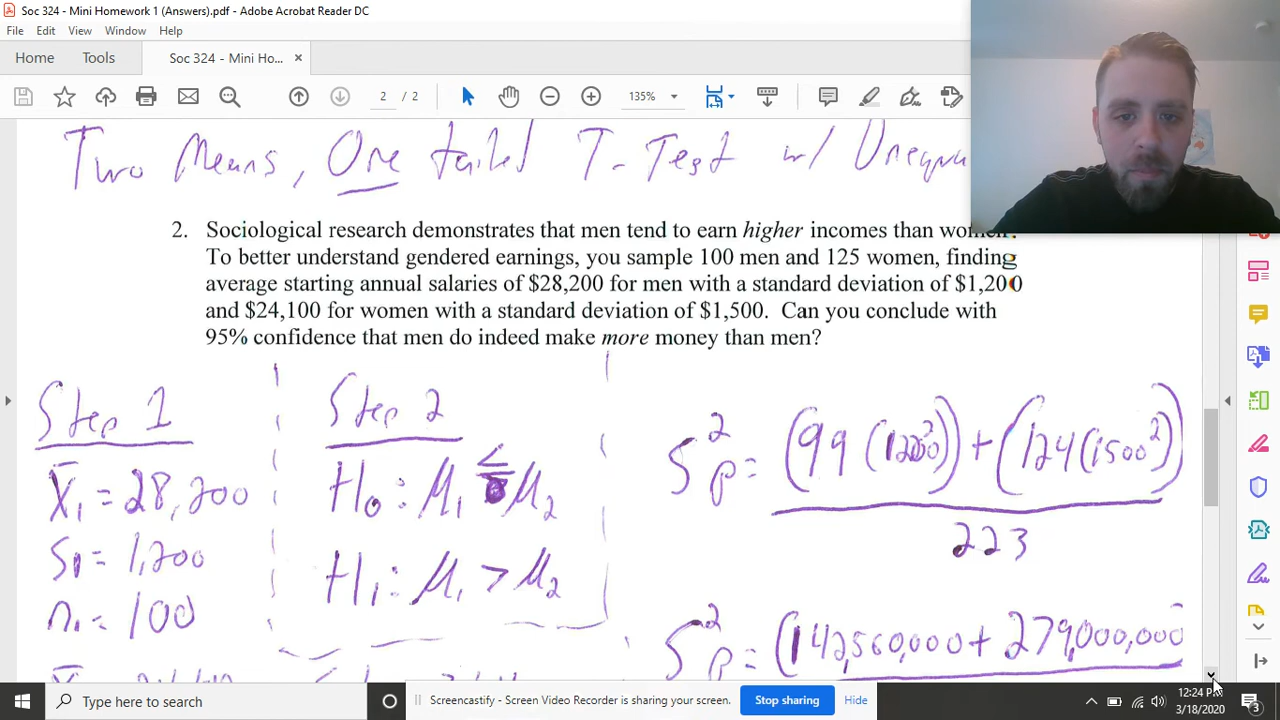 Soc 324 - Mini Homework 1 (Answers).pdf - Adobe Acrobat Reader DC
File Edit View Window Help
Home Tools Soc 324 - Mini Ho... ×
2 / 2 135%
Two Means, One tailed T-Test w/ Unequa
2. Sociological research demonstrates that men tend to earn higher incomes than women.
To better understand gendered earnings, you sample 100 men and 125 women, finding
average starting annual salaries of $28,200 for men with a standard deviation of $1,200
and $24,100 for women with a standard deviation of $1,500. Can you conclude with
95% confidence that men do indeed make more money than men?
Step 1 Step 2
X̄₁ = 28,200 H₀: μ₁ ≤ μ₂ S²p = (99(1200²)) + (124(1500²))
S₁ = 1,200 223
n₁ = 100 H₁: μ₁ > μ₂
S²p = (142,560,000 + 279,000,000
Type here to search
Screencastify - Screen Video Recorder is sharing your screen. Stop sharing Hide
12:24 P
3/18/2020
3